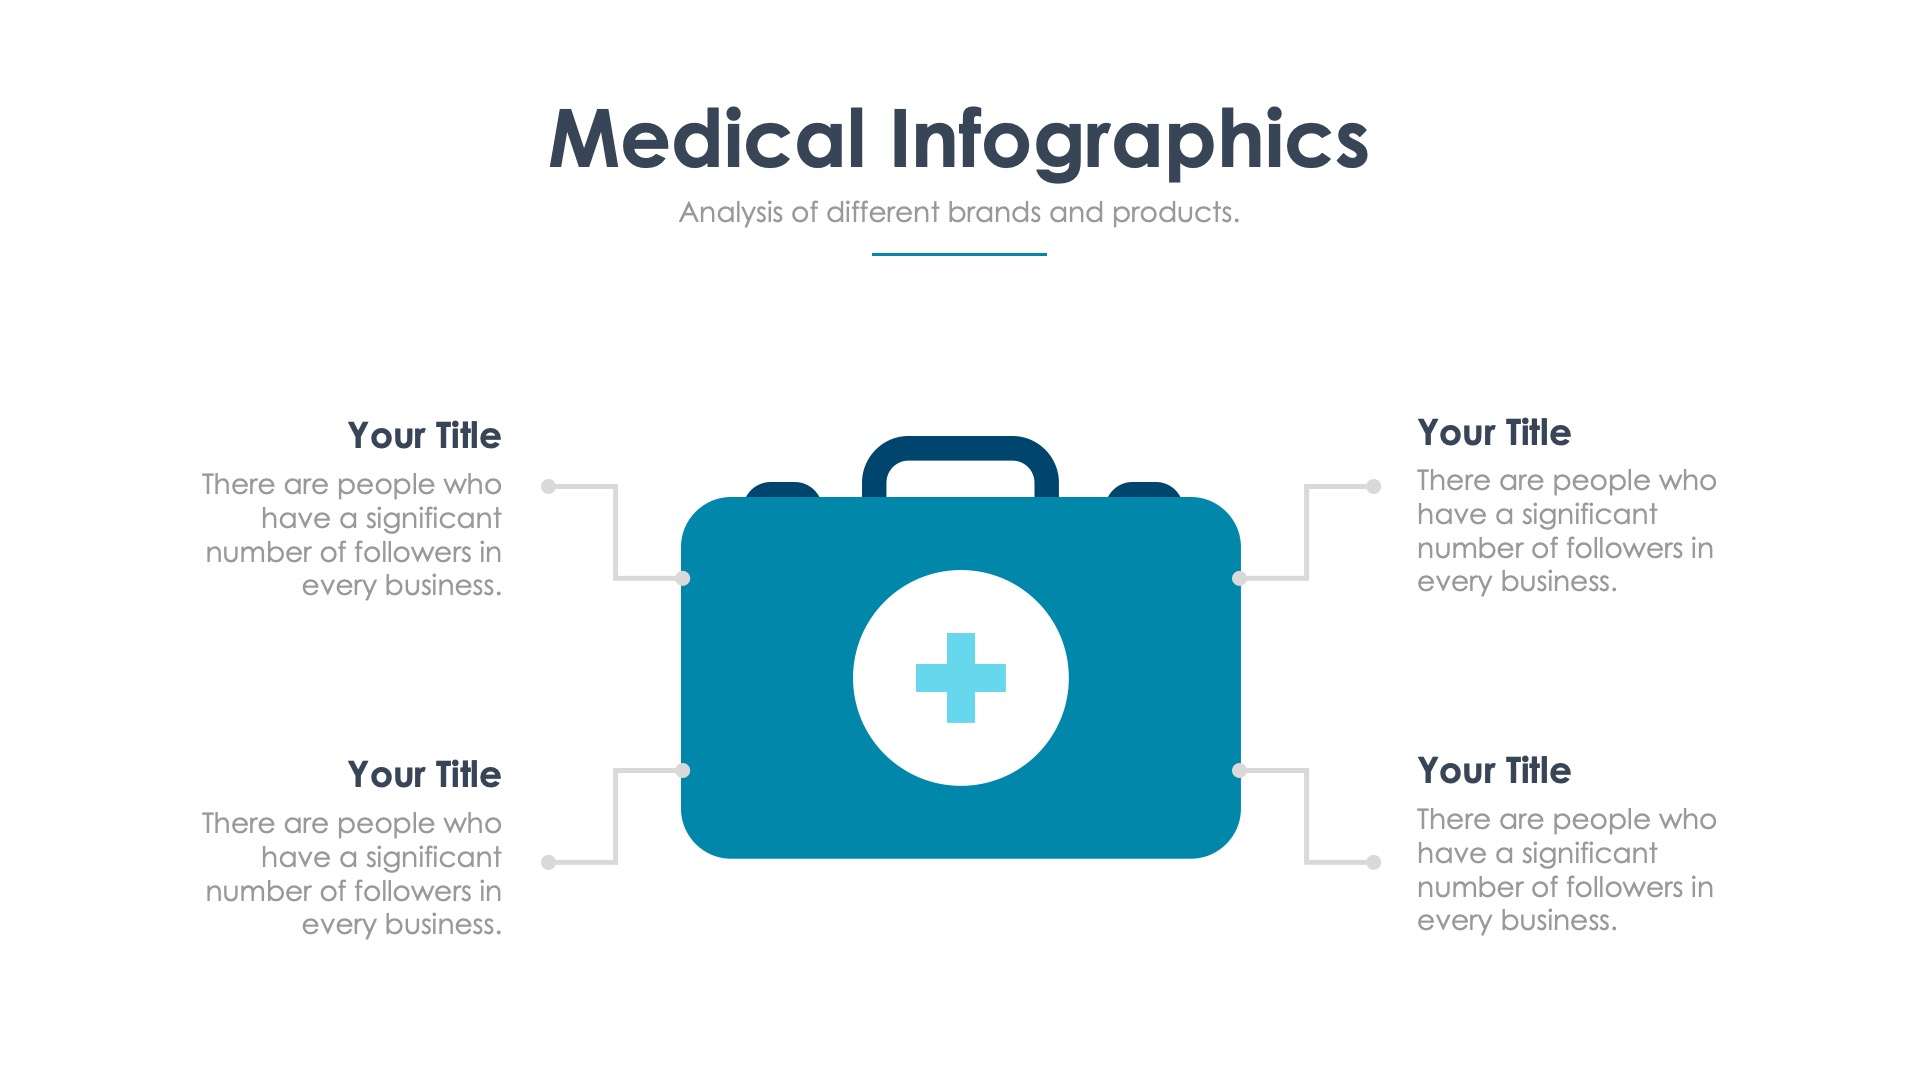 Medical Infographics
Analysis of different brands and products.
Your Title
There are people who
have a significant
number of followers in
every business.
Your Title
There are people who
have a significant
number of followers in
every business.
Your Title
There are people who
have a significant
number of followers in
every business.
Your Title
There are people who
have a significant
number of followers in
every business.